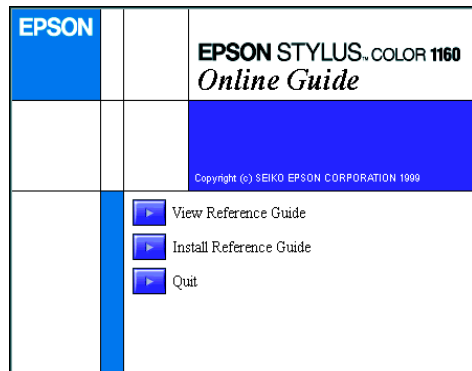 EPSON
EPSON STYLUS™ COLOR 1160
Online Guide
Copyright (c) SEIKO EPSON CORPORATION 1999
View Reference Guide
Install Reference Guide
Quit